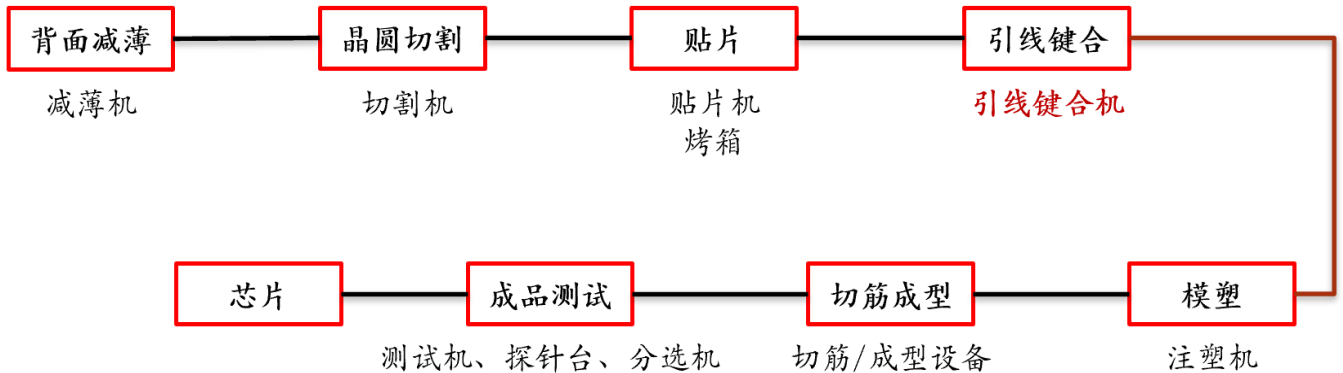 背面减薄
晶圆切割
贴片
引线键合
减薄机
切割机
贴片机
烤箱
引线键合机
芯片
成品测试
切筋成型
模塑
测试机、探针台、分选机
切筋/成型设备
注塑机